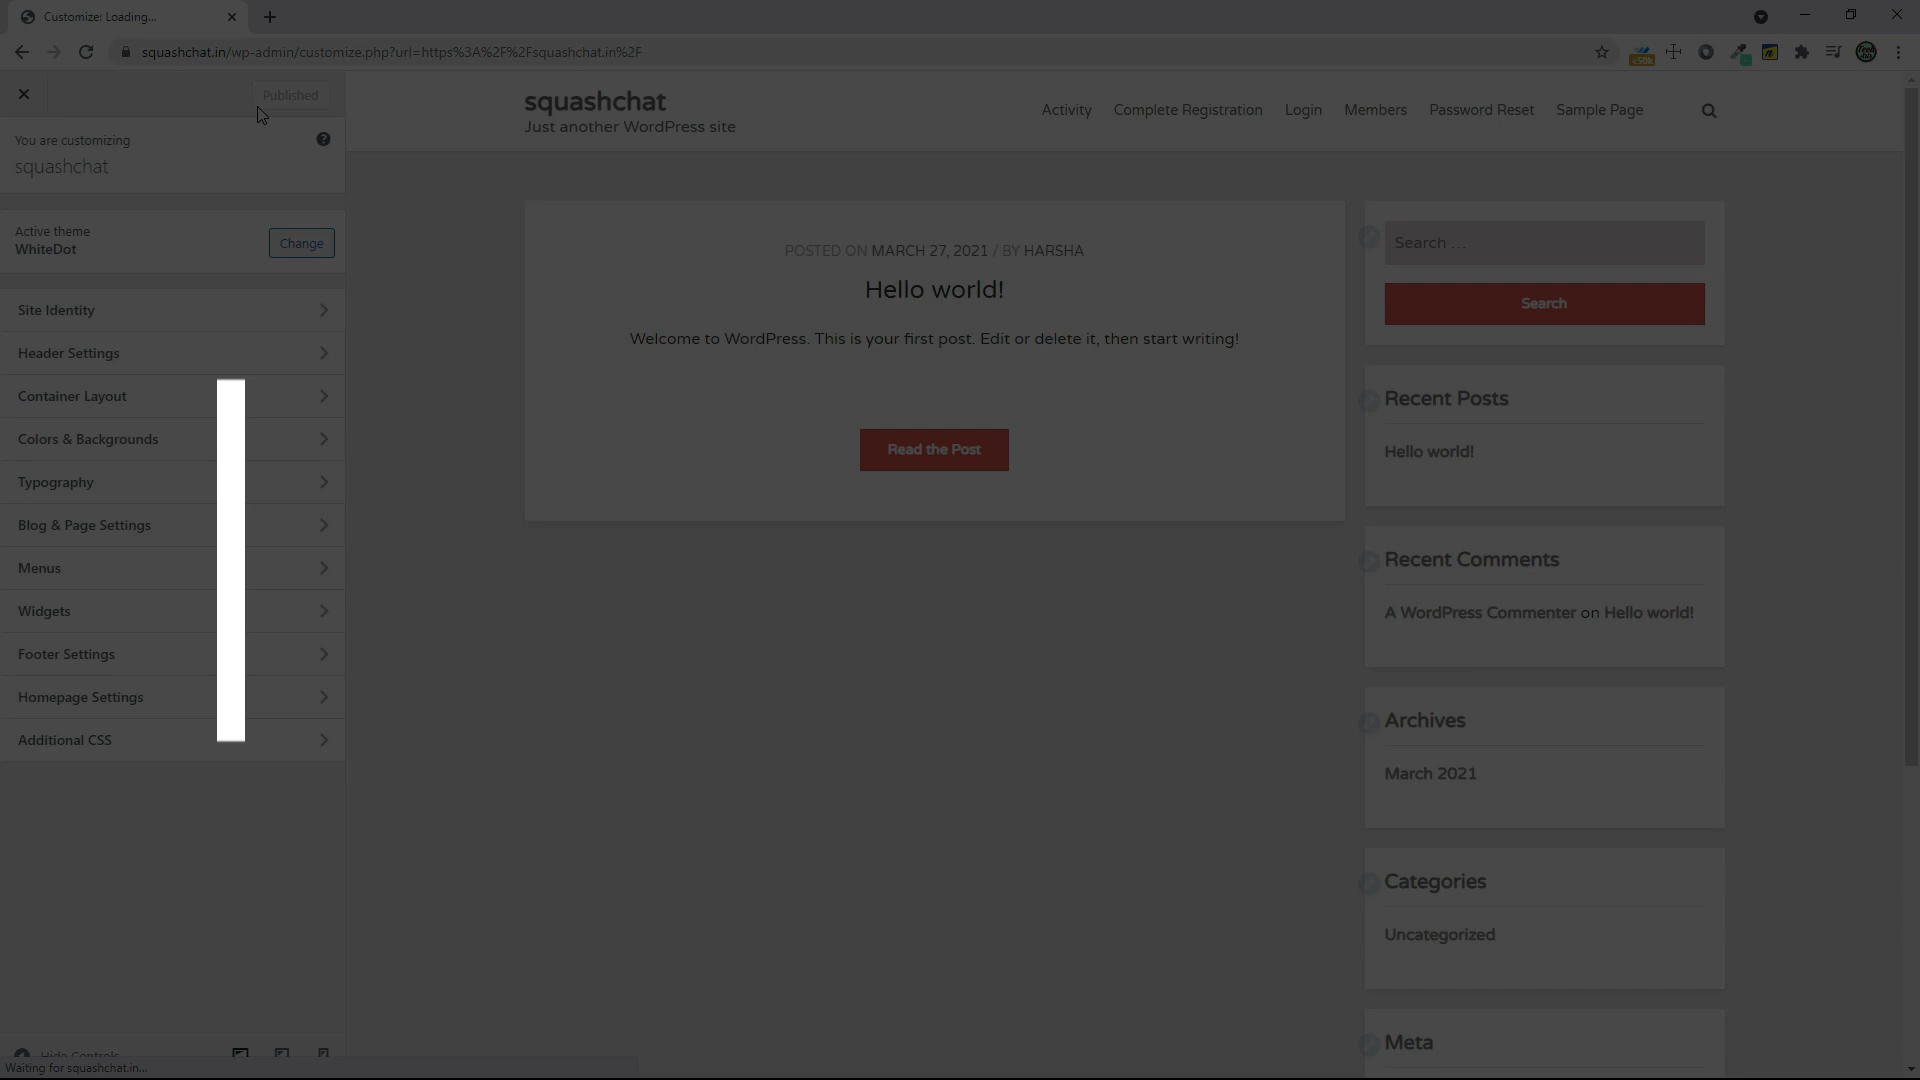 Customize: Loading...
squashchat.in/wp-admin/customize.php?url=https%3A%2F%2Fsquashchat.in%2F
<50k
Published
You are customizing
squashchat
Active theme
WhiteDot
Change
Site Identity
Header Settings
Container Layout
Colors & Backgrounds
Typography
Blog & Page Settings
Menus
Widgets
Footer Settings
Homepage Settings
Additional CSS
Hide Controls
Waiting for squashchat.in...
squashchat
Just another WordPress site
Activity Complete Registration Login Members Password Reset Sample Page
POSTED ON MARCH 27, 2021 / BY HARSHA
Hello world!
Welcome to WordPress. This is your first post. Edit or delete it, then start writing!
Read the Post
Search …
Search
Recent Posts
Hello world!
Recent Comments
A WordPress Commenter on Hello world!
Archives
March 2021
Categories
Uncategorized
Meta